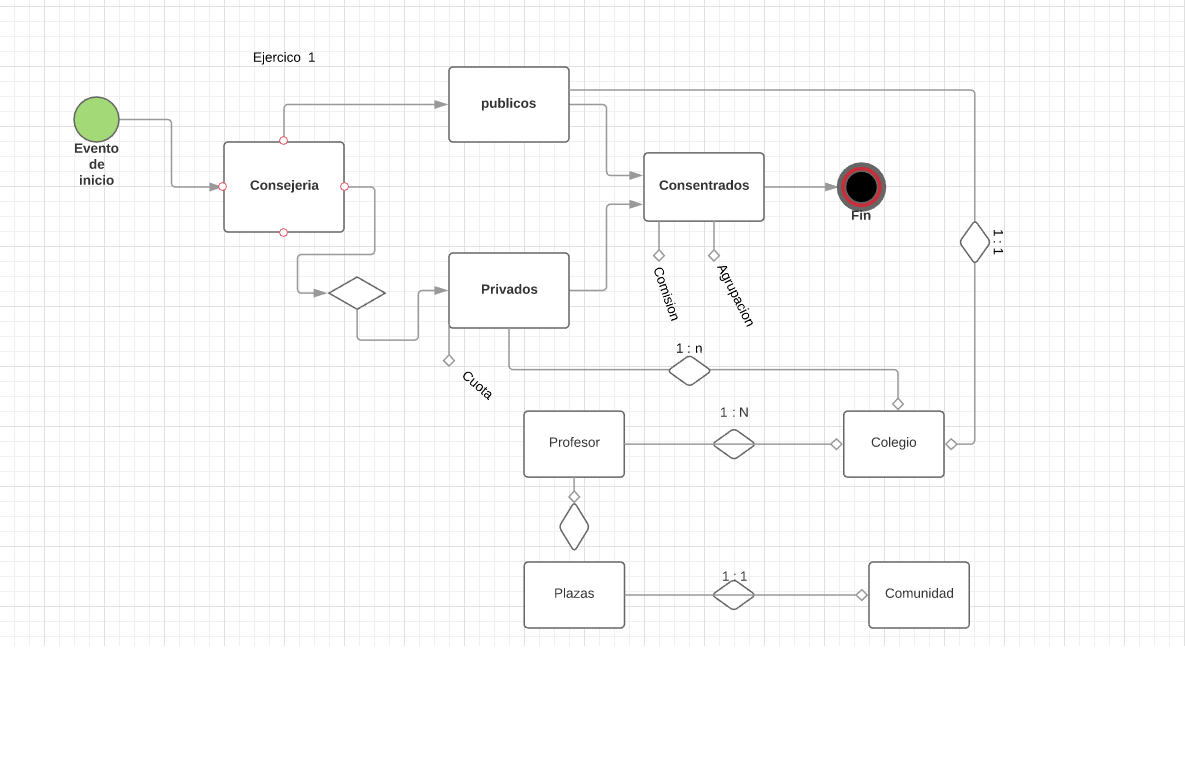 Ejercico 1
publicos
Evento
de
inicio
Consejeria
Consentrados
Fin
1 : 1
Privados
Comision
Agrupacion
1 : n
Cuota
1 : N
Profesor
Colegio
1 : 1
Plazas
Comunidad